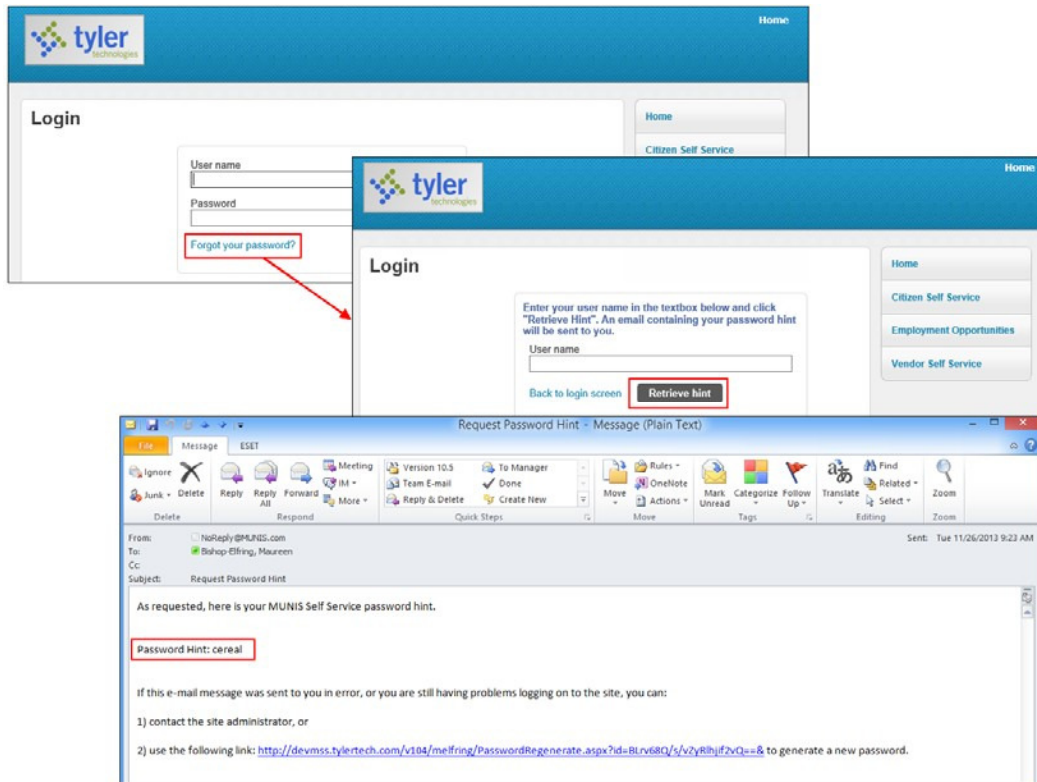 tyler
technologies
Home
Login
User name
Password
Forgot your password?
Home
Citizen Self Service
tyler
technologies
Home
Login
Enter your user name in the textbox below and click
"Retrieve Hint". An email containing your password hint
will be sent to you.
User name
Back to login screen
Retrieve hint
Home
Citizen Self Service
Employment Opportunities
Vendor Self Service
Request Password Hint - Message (Plain Text)
File Message ESET
Ignore
Junk
Delete
Delete
Reply
Reply All
Forward
Meeting
IM
More
Respond
Version 10.5
Team E-mail
Reply & Delete
To Manager
Done
Create New
Quick Steps
Move
Rules
OneNote
Actions
Move
Mark Unread
Categorize
Follow Up
Tags
Translate
Find
Related
Select
Editing
Zoom
Zoom
From: NoReply@MUNIS.com
Sent: Tue 11/26/2013 9:23 AM
To: Bishop-Elfring, Maureen
Cc:
Subject: Request Password Hint
As requested, here is your MUNIS Self Service password hint.
Password Hint: cereal
If this e-mail message was sent to you in error, or you are still having problems logging on to the site, you can:
1) contact the site administrator, or
2) use the following link: http://devmss.tylertech.com/v104/melfring/PasswordRegenerate.aspx?id=BLrv68Q/s/vZyRlhjif2vQ==& to generate a new password.